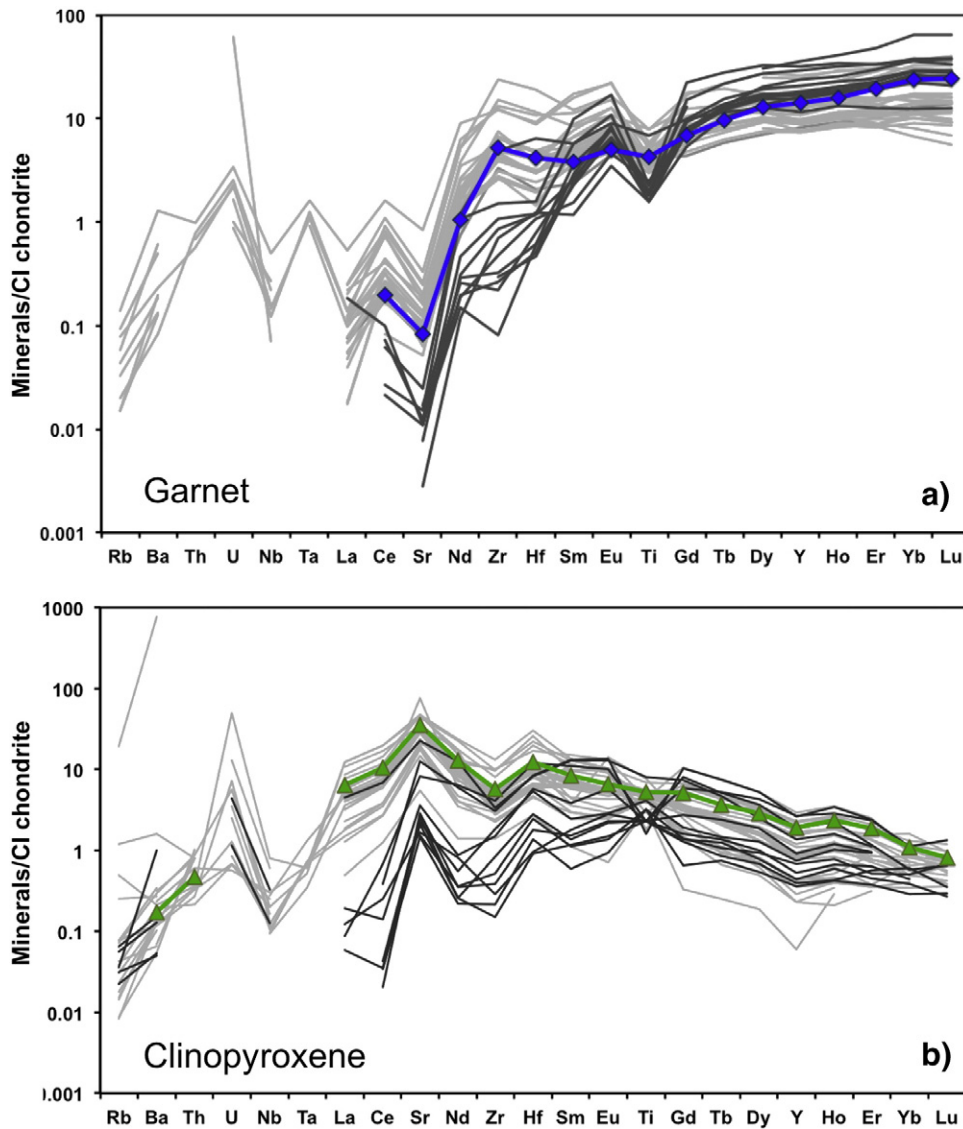 100
10
1
0.1
0.01
0.001
Minerals/CI chondrite
Garnet
a)
Rb Ba Th U Nb Ta La Ce Sr Nd Zr Hf Sm Eu Ti Gd Tb Dy Y Ho Er Yb Lu
1000
100
10
1
0.1
0.01
).001
Minerals/CI chondrite
Clinopyroxene
b)
Rb Ba Th U Nb Ta La Ce Sr Nd Zr Hf Sm Eu Ti Gd Tb Dy Y Ho Er Yb Lu